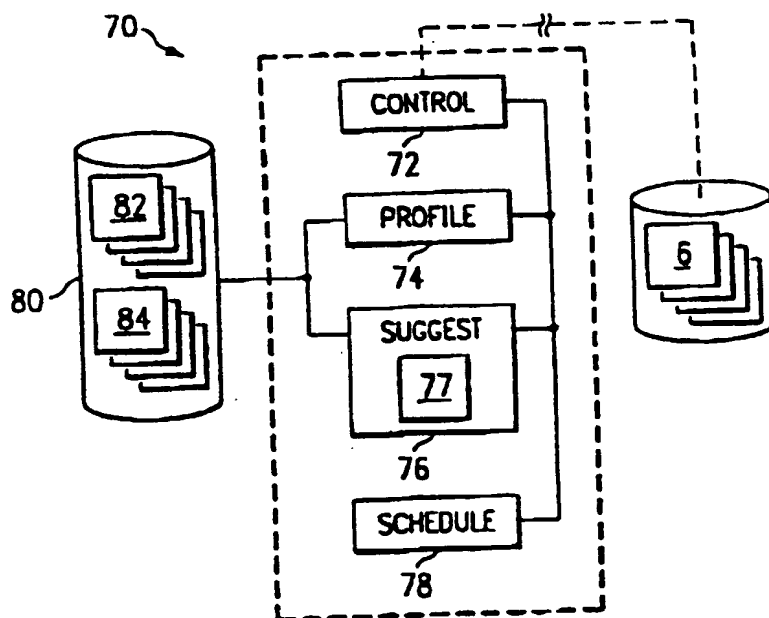 70
CONTROL
72
82
PROFILE
6
74
80
84
SUGGEST
77
76
SCHEDULE
78